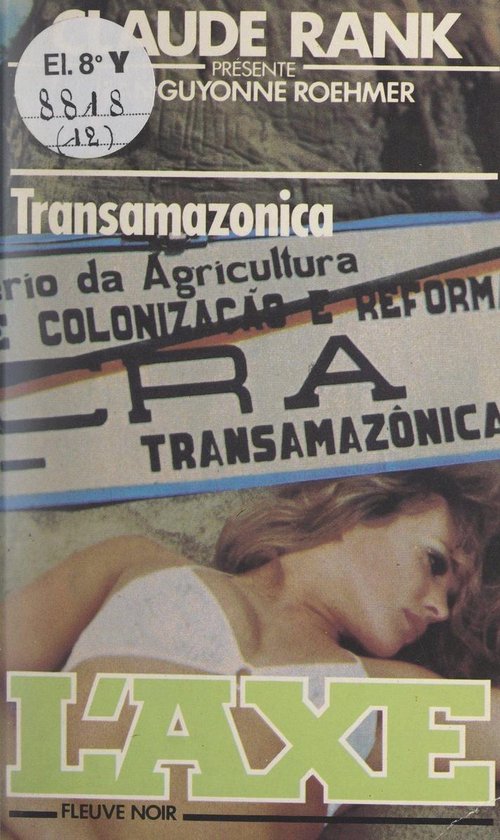 CLAUDE RANK
El. 8° Y
8818
(12)
PRÉSENTE
GUYONNE ROEHMER
Transamazonica
rio da Agricultura
E COLONIZAÇÃO E REFORM
CRA
TRANSAMAZÔNICA
L'AXE
FLEUVE NOIR